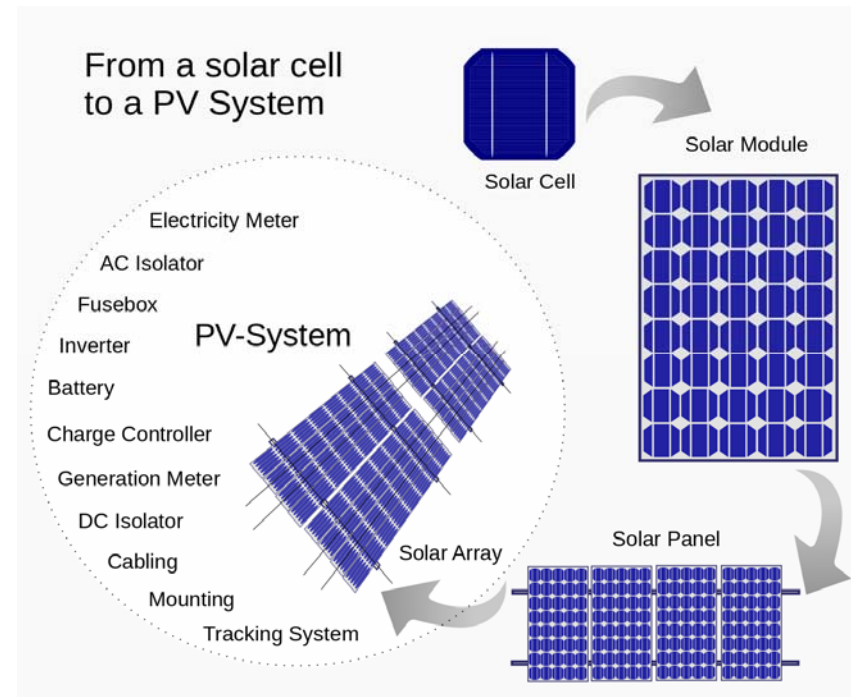 From a solar cell
to a PV System
Solar Cell
Solar Module
Solar Panel
Solar Array
PV-System
Electricity Meter
AC Isolator
Fusebox
Inverter
Battery
Charge Controller
Generation Meter
DC Isolator
Cabling
Mounting
Tracking System